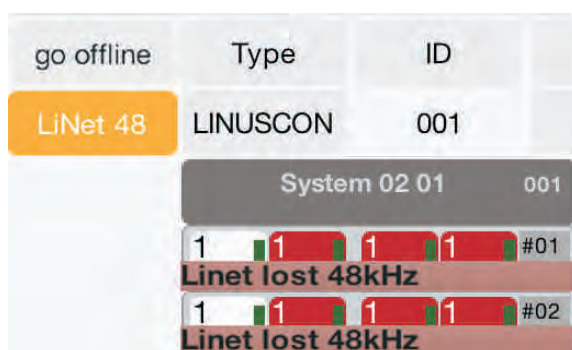 go offline Type ID
LiNet 48 LINUSCON 001
System 02 01 001
1 1 1 1 #01
Linet lost 48kHz
1 1 1 1 #02
Linet lost 48kHz